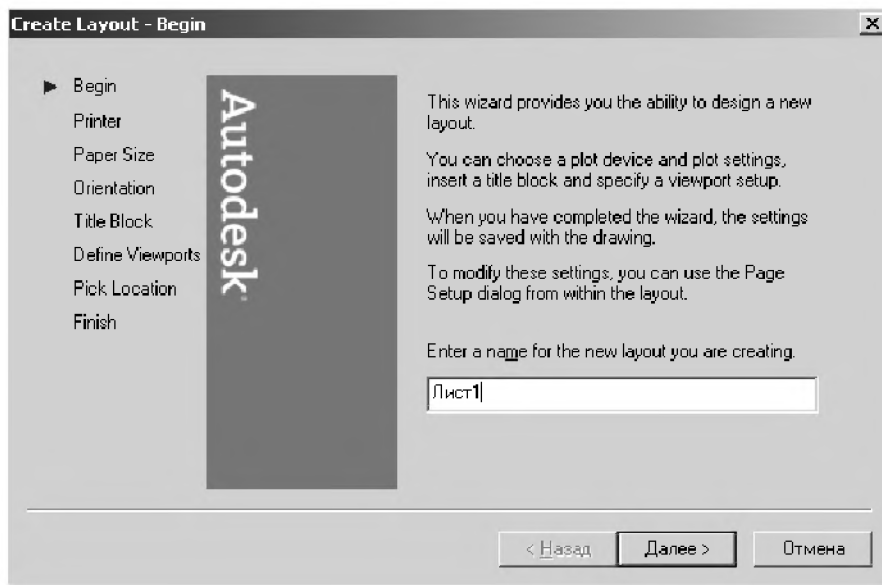 Create Layout - Begin
Begin
Printer
Paper Size
Orientation
Title Block
Define Viewports
Pick Location
Finish
Autodesk
This wizard provides you the ability to design a new
layout.
You can choose a plot device and plot settings,
insert a title block and specify a viewport setup.
When you have completed the wizard, the settings
will be saved with the drawing.
To modify these settings, you can use the Page
Setup dialog from within the layout.
Enter a name for the new layout you are creating.
Лист1
< Назад
Далее >
Отмена